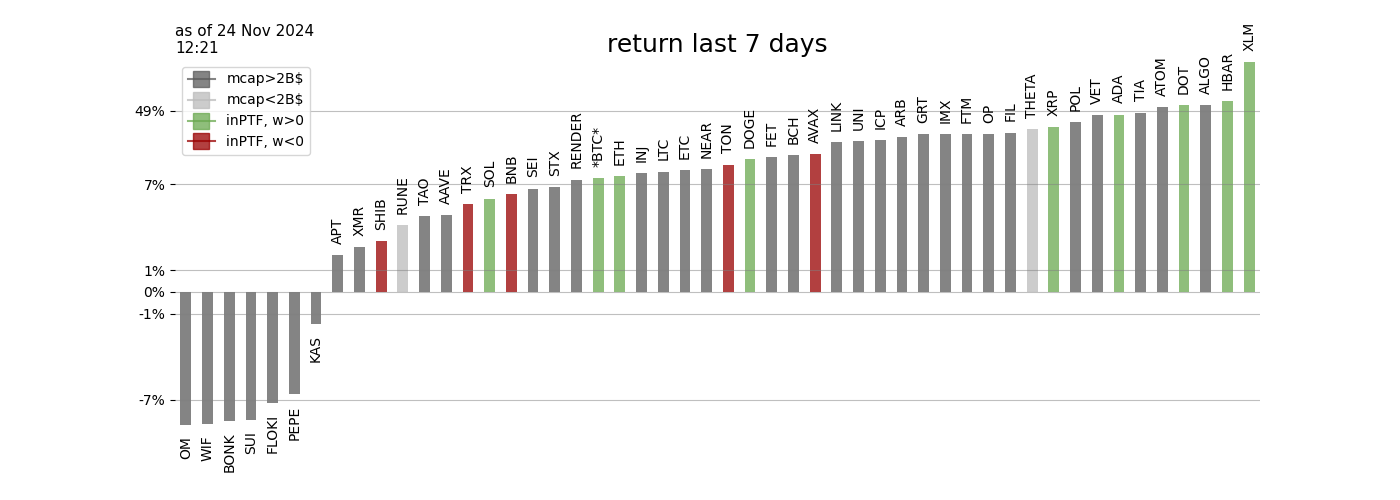 as of 24 Nov 2024
12:21
return last 7 days
mcap>2B$
mcap<2B$
inPTF, w>0
inPTF, w<0
49%
7%
1%
0%
-1%
-7%
OM
WIF
BONK
SUI
FLOKI
PEPE
KAS
APT
XMR
SHIB
RUNE
TAO
AAVE
TRX
SOL
BNB
SEI
STX
RENDER
*BTC*
ETH
INJ
LTC
ETC
NEAR
TON
DOGE
FET
BCH
AVAX
LINK
UNI
ICP
ARB
GRT
IMX
FTM
OP
FIL
THETA
XRP
POL
VET
ADA
TIA
ATOM
DOT
ALGO
HBAR
XLM